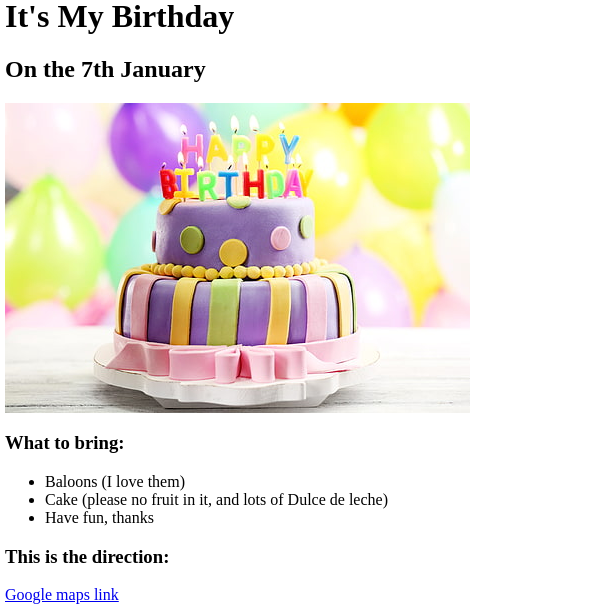 It's My Birthday
On the 7th January
HAPPY
BIRTHDAY
What to bring:
Baloons (I love them)
Cake (please no fruit in it, and lots of Dulce de leche)
Have fun, thanks
This is the direction:
Google maps link